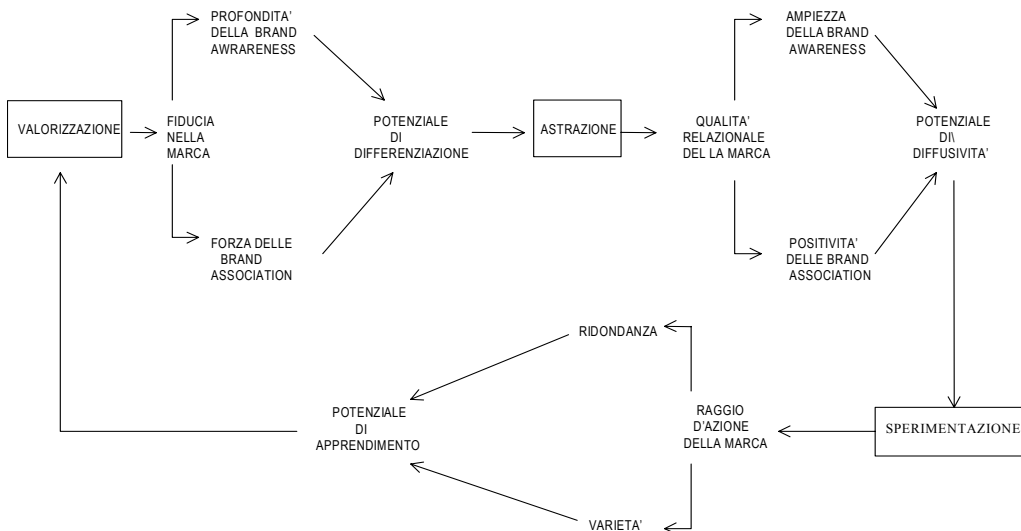 PROFONDITA'
DELLA BRAND
AWRARENESS
AMPIEZZA
DELLA BRAND
AWARENESS
VALORIZZAZIONE
FIDUCIA
NELLA
MARCA
POTENZIALE
DI
DIFFERENZIAZIONE
ASTRAZIONE
QUALITA'
RELAZIONALE
DEL LA MARCA
POTENZIALE
DI\
DIFFUSIVITA'
FORZA DELLE
BRAND
ASSOCIATION
POSITIVITA'
DELLE BRAND
ASSOCIATION
RIDONDANZA
POTENZIALE
DI
APPRENDIMENTO
RAGGIO
D'AZIONE
DELLA MARCA
SPERIMENTAZIONE
VARIETA'